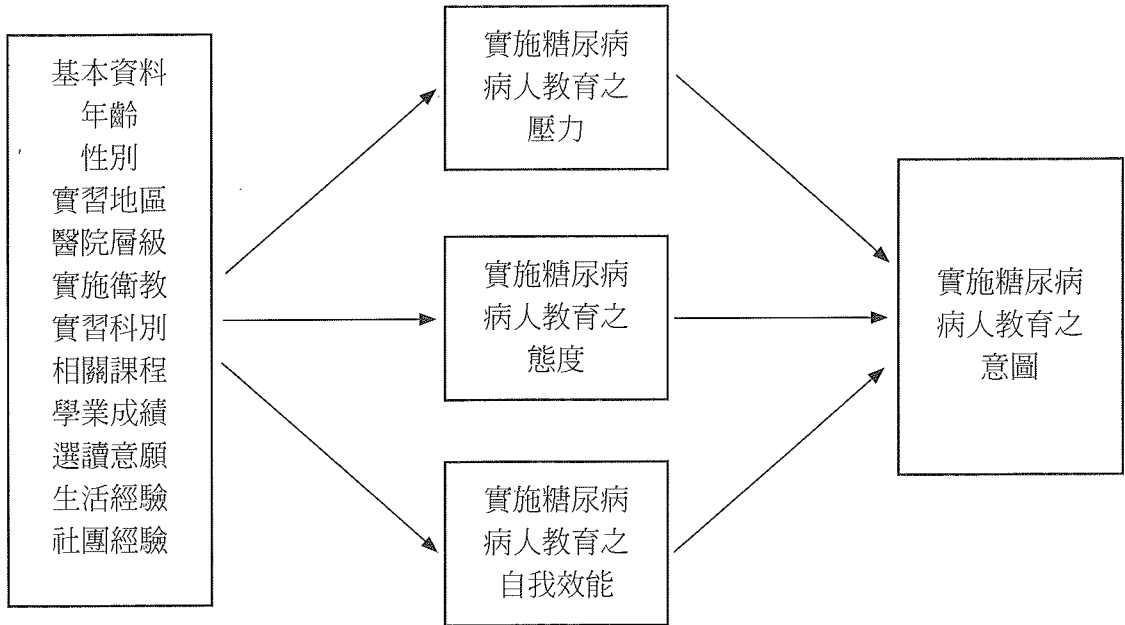 基本資料
年齡
性別
實習地區
醫院層級
實施衛教
實習科別
相關課程
學業成績
選讀意願
生活經驗
社團經驗
實施糖尿病
病人教育之
壓力
實施糖尿病
病人教育之
態度
實施糖尿病
病人教育之
自我效能
實施糖尿病
病人教育之
意圖